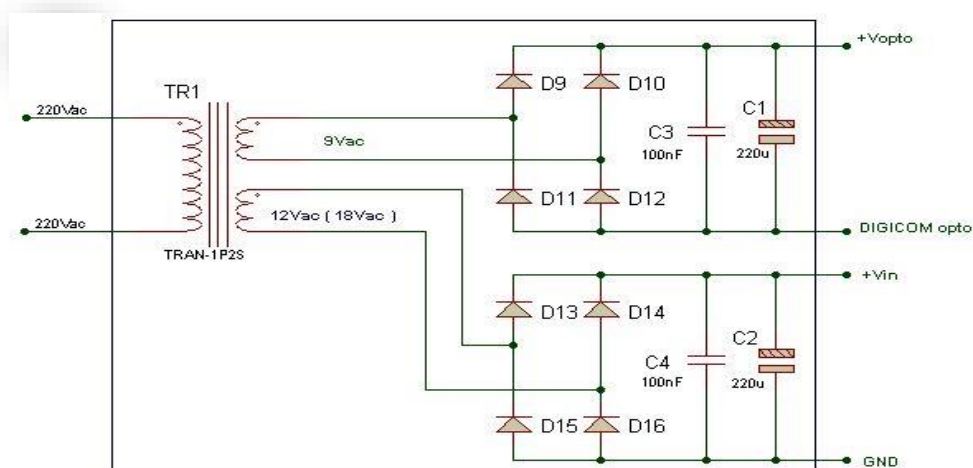 +Vopto
D9
D10
TR1
220Vac
C1
C3
9Vac
100nF
220u
D11
D12
12Vac ( 18Vac )
220Vac
DIGICOM opto
TRAN-1P2S
+Vin
D13
D14
C2
C4
100nF
220u
D15
D16
GND